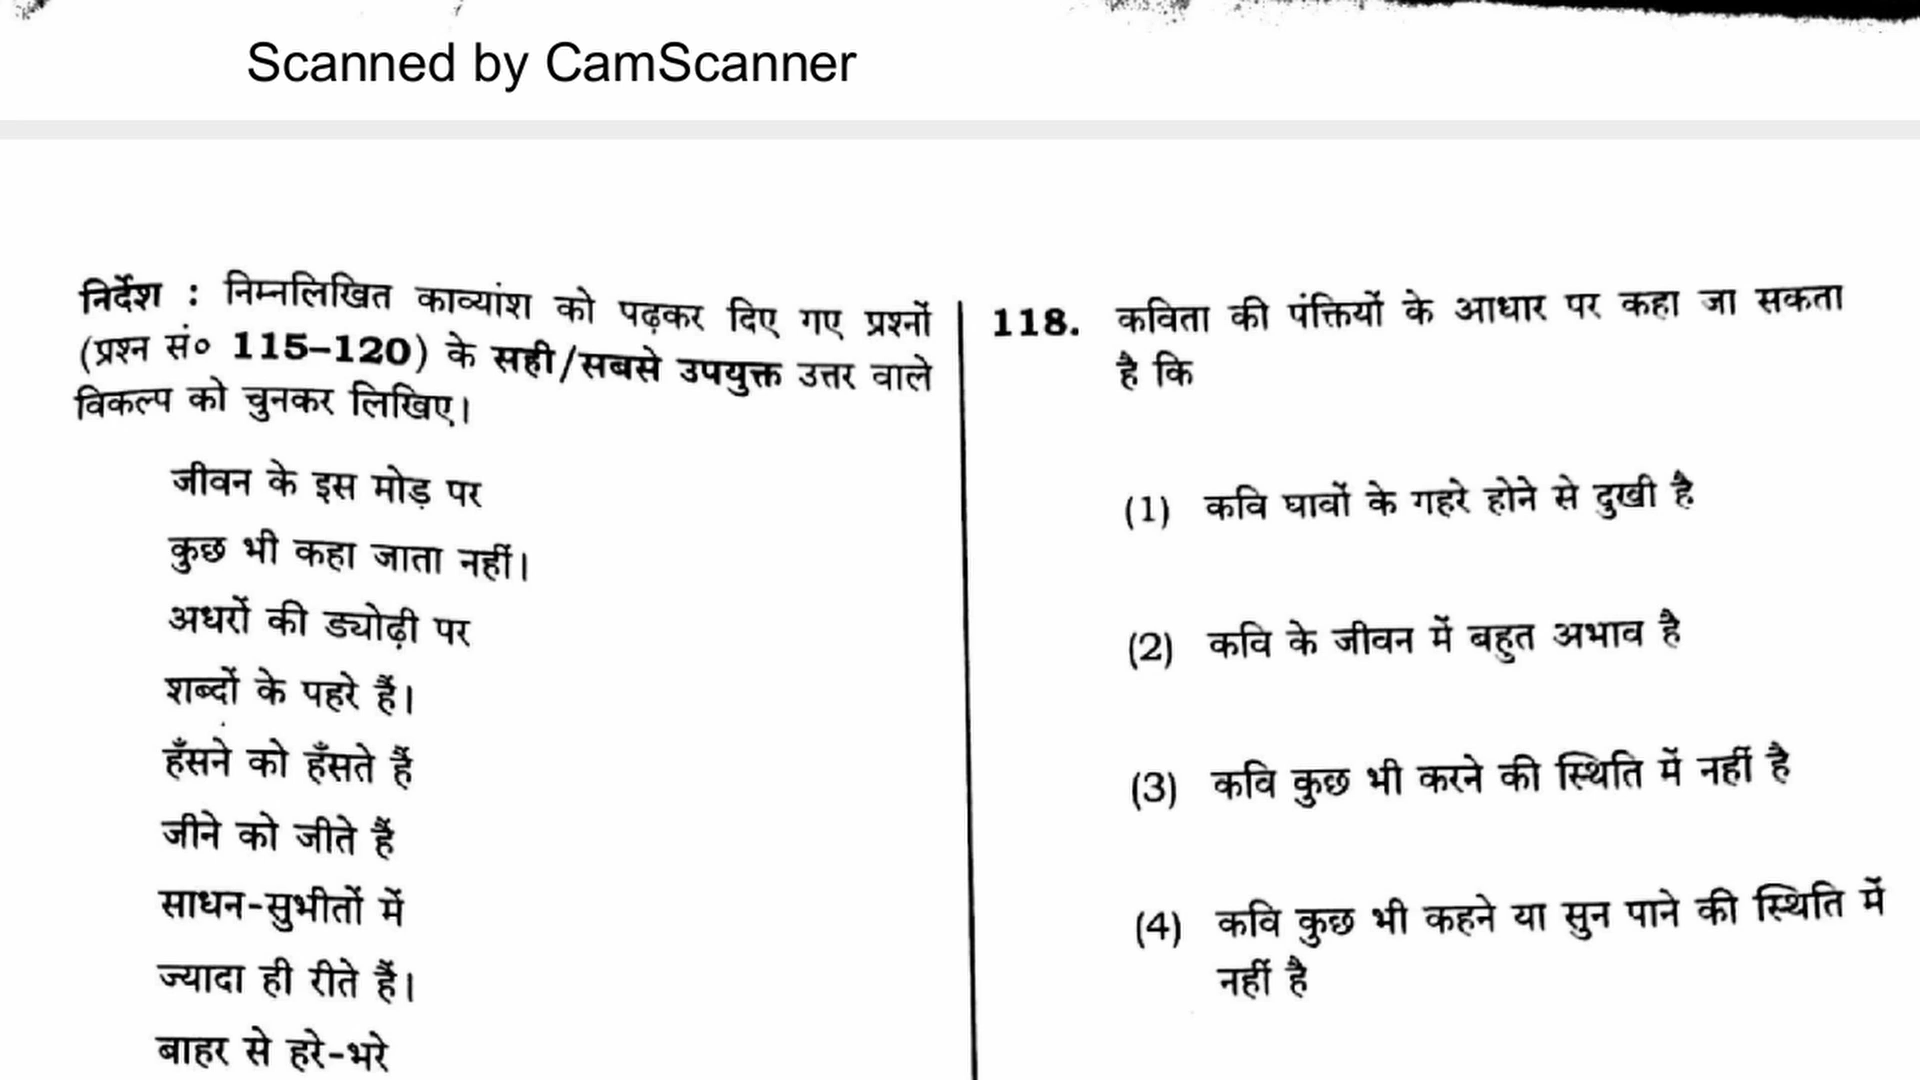 Scanned by CamScanner
निर्देश : निम्नलिखित काव्यांश को पढ़कर दिए गए प्रश्नों
(प्रश्न सं० 115–120) के सही/सबसे उपयुक्त उत्तर वाले
विकल्प को चुनकर लिखिए।
जीवन के इस मोड़ पर
कुछ भी कहा जाता नहीं।
अधरों की ड्योढ़ी पर
शब्दों के पहरे हैं।
हँसने को हँसते हैं
जीने को जीते हैं
साधन-सुभीतों में
ज्यादा ही रीते हैं।
बाहर से हरे-भरे
118. कविता की पंक्तियों के आधार पर कहा जा सकता
है कि
(1) कवि घावों के गहरे होने से दुखी है
(2) कवि के जीवन में बहुत अभाव है
(3) कवि कुछ भी करने की स्थिति में नहीं है
(4) कवि कुछ भी कहने या सुन पाने की स्थिति में
नहीं है